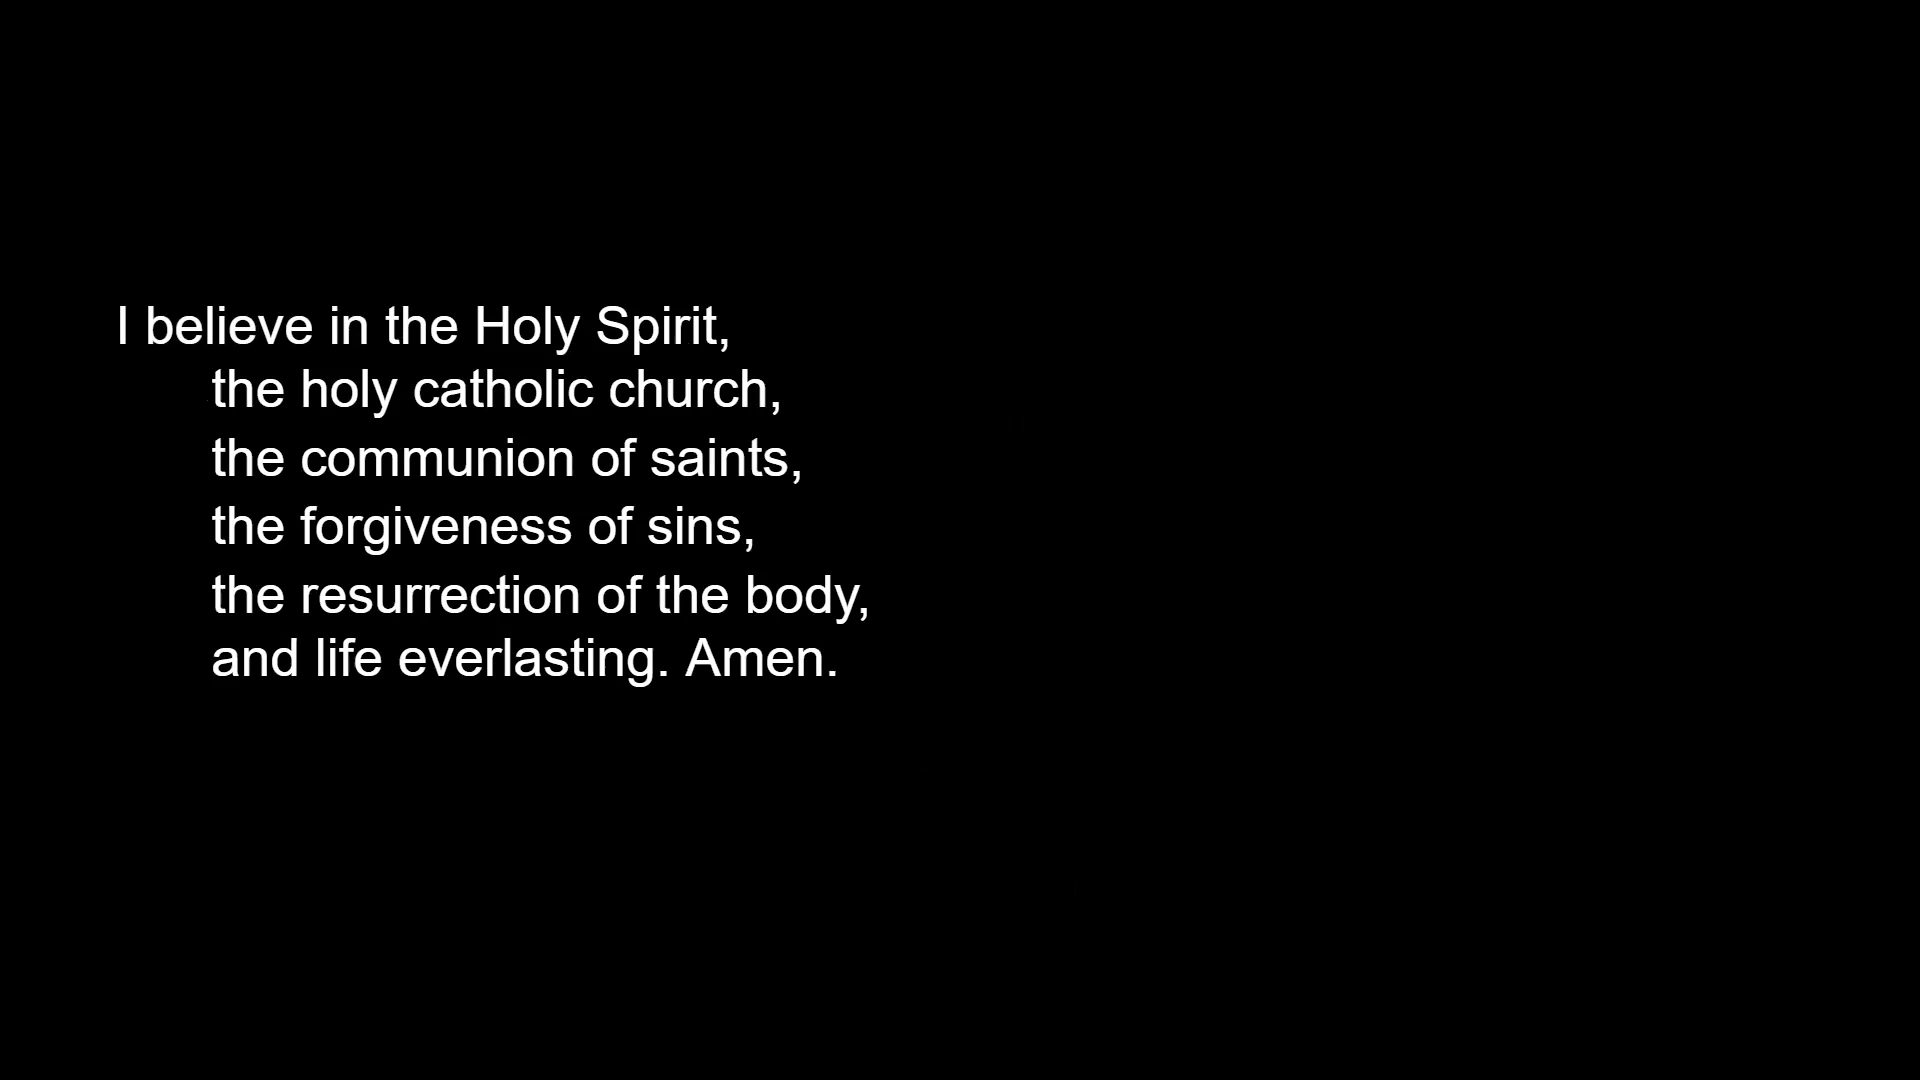 I believe in the Holy Spirit,
the holy catholic church,
the communion of saints,
the forgiveness of sins,
the resurrection of the body,
and life everlasting. Amen.